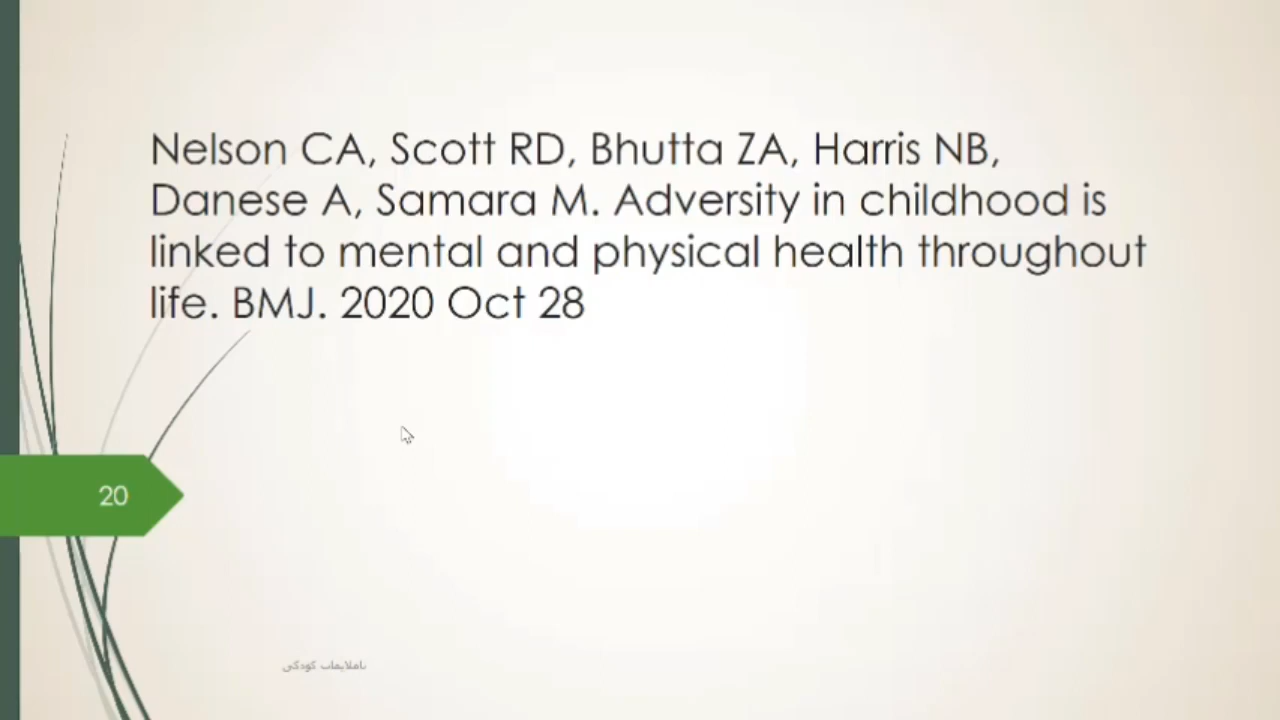 Nelson CA, Scott RD, Bhutta ZA, Harris NB,
Danese A, Samara M. Adversity in childhood is
linked to mental and physical health throughout
life. BMJ. 2020 Oct 28
20
ناملایمات کودکی